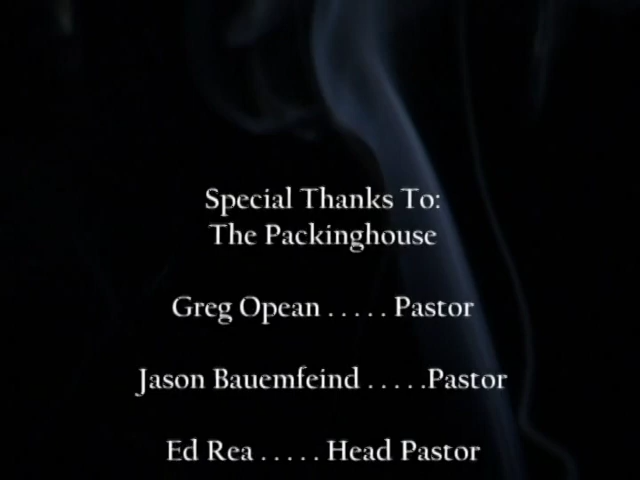 Special Thanks To:
The Packinghouse
Greg Opean . . . . . Pastor
Jason Bauemfeind . . . . .Pastor
Ed Rea . . . . . Head Pastor